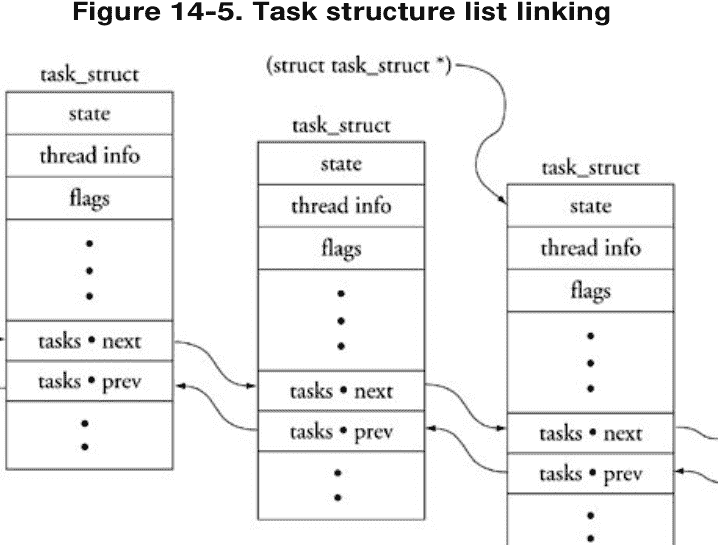 Figure 14-5. Task structure list linking
(struct task_struct *)
task_struct
state
thread info
flags
tasks • next
tasks • prev
task_struct
state
thread info
flags
tasks • next
tasks • prev
task_struct
state
thread info
flags
tasks • next
tasks • prev